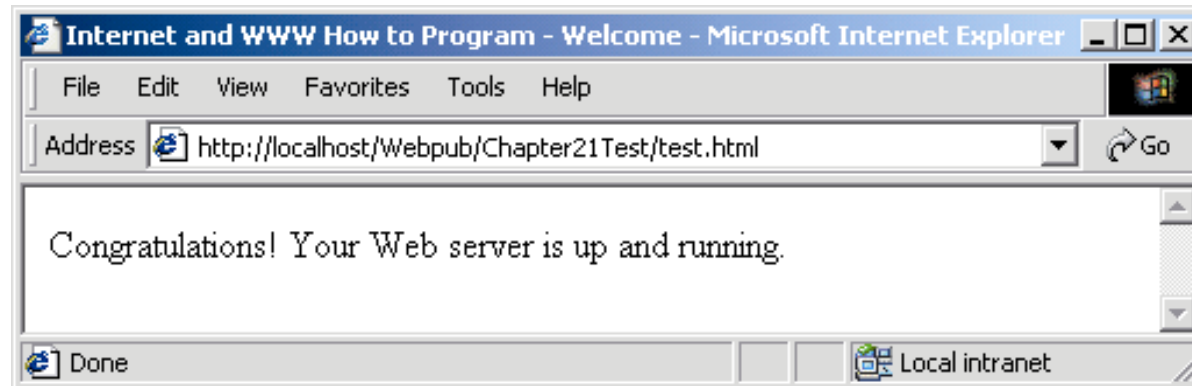 Internet and WWW How to Program - Welcome - Microsoft Internet Explorer
File Edit View Favorites Tools Help
Address http://localhost/Webpub/Chapter21Test/test.html Go
Congratulations! Your Web server is up and running.
Done Local intranet